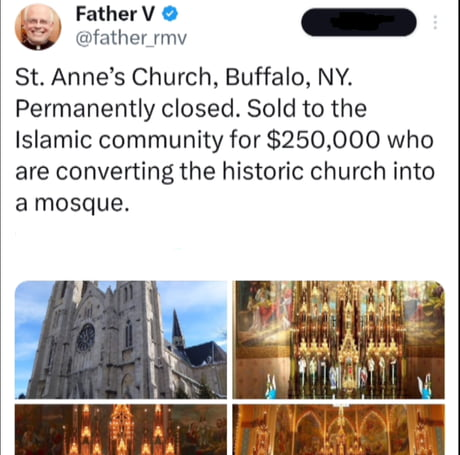 Father V
@father_rmv
St. Anne’s Church, Buffalo, NY.
Permanently closed. Sold to the
Islamic community for $250,000 who
are converting the historic church into
a mosque.